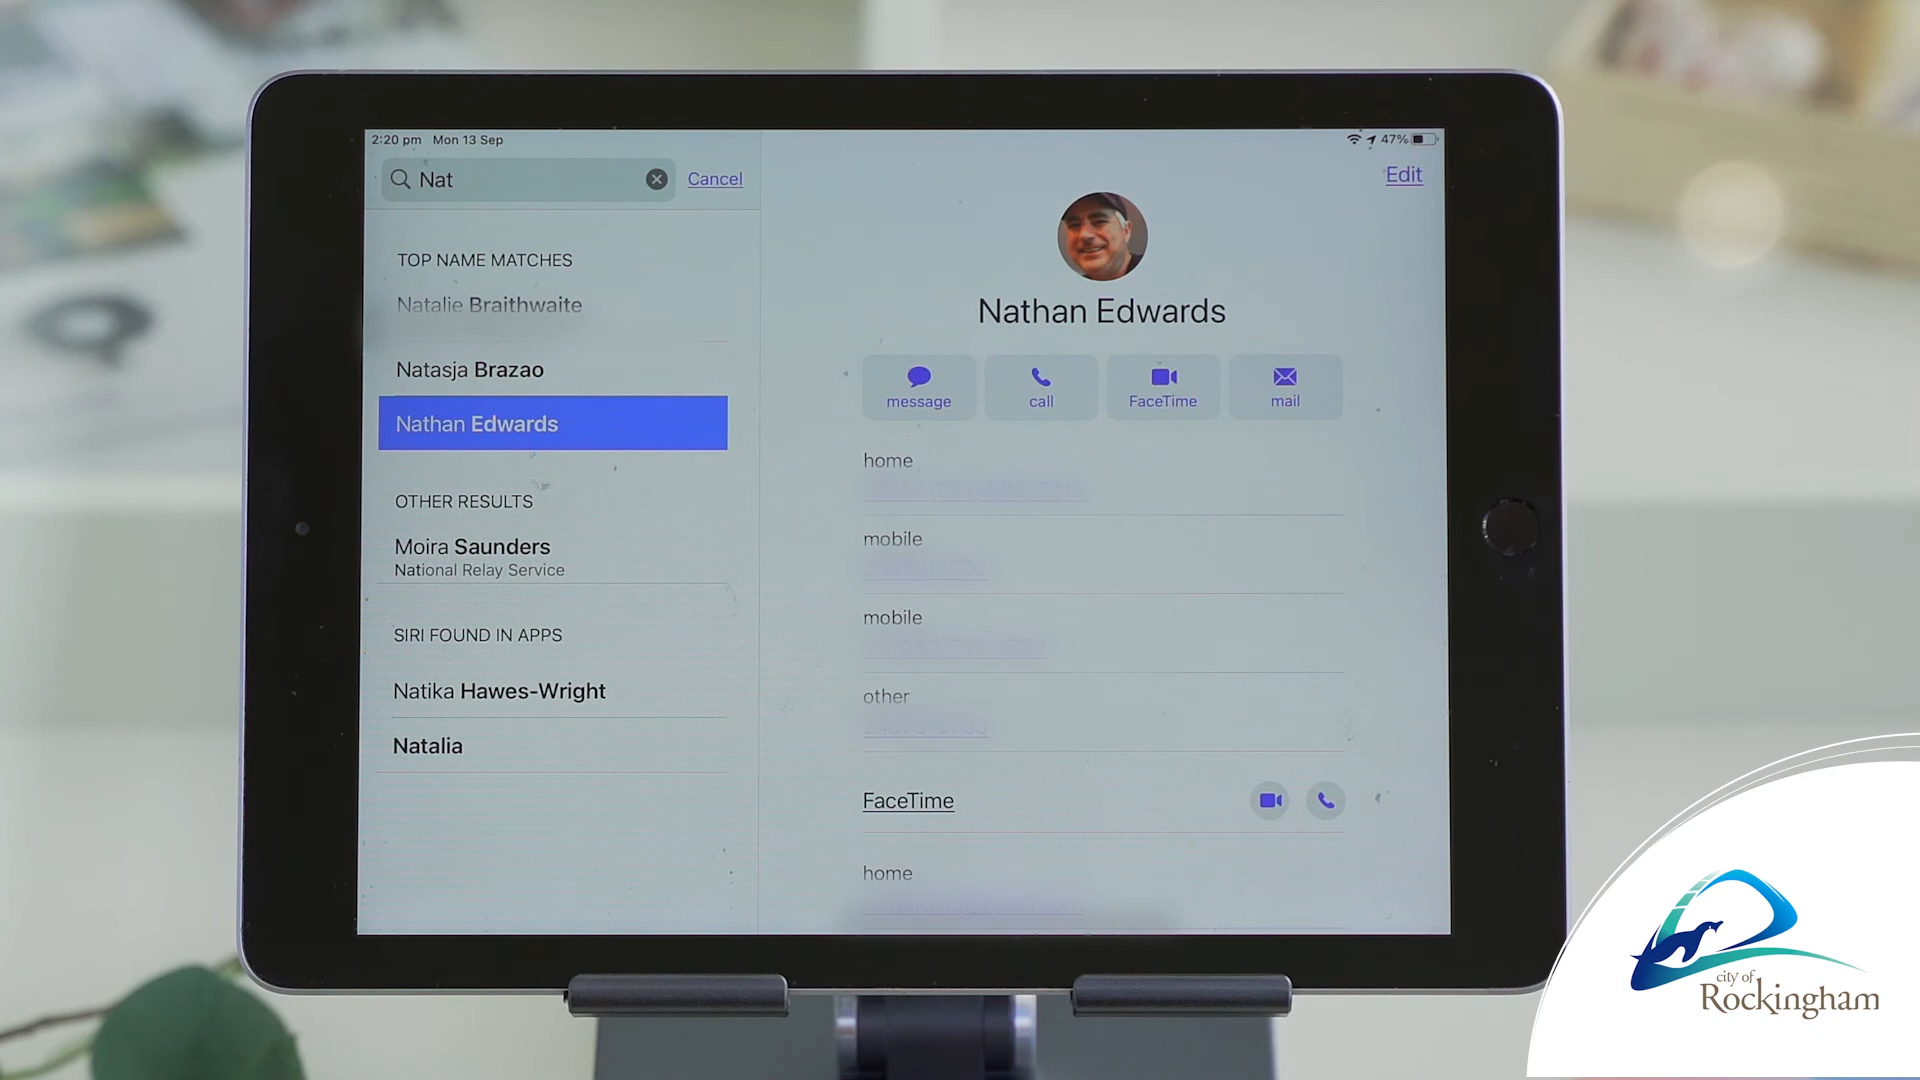 2:20 pm Mon 13 Sep
47%
Nat
Cancel
Edit
TOP NAME MATCHES
Natalie Braithwaite
Natasja Brazao
Nathan Edwards
OTHER RESULTS
Moira Saunders
National Relay Service
SIRI FOUND IN APPS
Natika Hawes-Wright
Natalia
Nathan Edwards
message
call
FaceTime
mail
home
mobile
mobile
other
FaceTime
home
city of
Rockingham